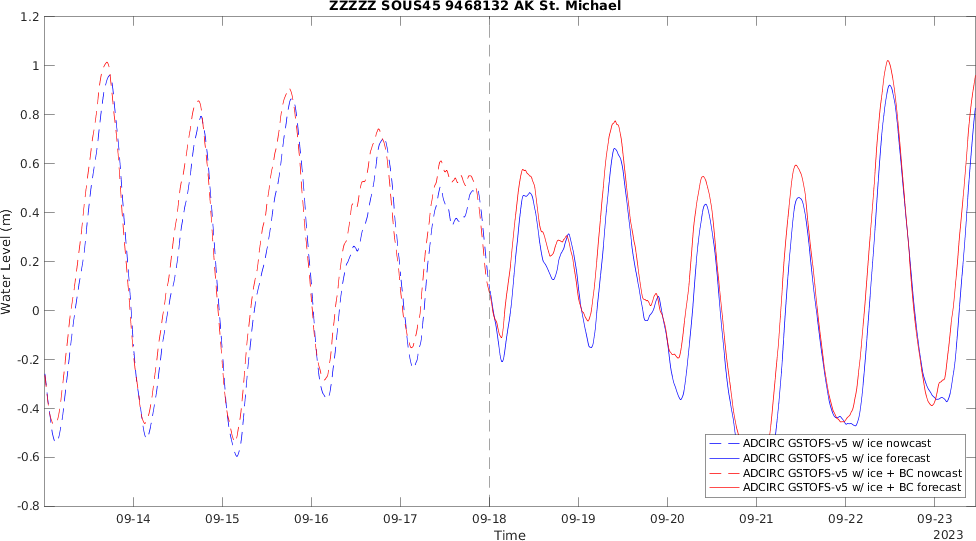 ZZZZZ SOUS45 9468132 AK St. Michael
1.2
1
0.8
0.6
0.4
0.2
0
-0.2
-0.4
-0.6
-0.8
Water Level (m)
ADCIRC GSTOFS-v5 w/ ice nowcast
ADCIRC GSTOFS-v5 w/ ice forecast
ADCIRC GSTOFS-v5 w/ ice + BC nowcast
ADCIRC GSTOFS-v5 w/ ice + BC forecast
09-14 09-15 09-16 09-17 09-18 09-19 09-20 09-21 09-22 09-23
Time
2023